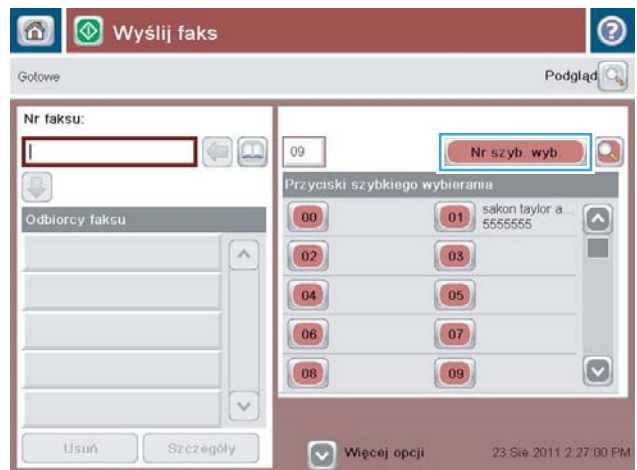 Wyślij faks
Gotowe
Podgląd
Nr faksu:
09
Nr szyb. wyb.
Przyciski szybkiego wybierania
Odbiorcy faksu
00
01
sakon taylor a...
5555555
02
03
04
05
06
07
08
09
Usuń
Szczegóły
Więcej opcji
23 Sie 2011 2:27:00 PM